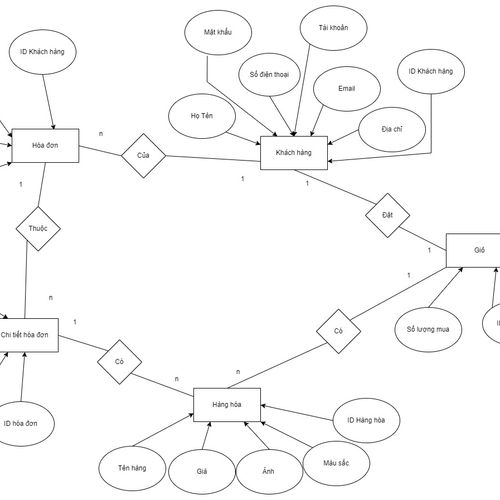 Mật khẩu
Tài khoản
ID Khách hàng
Số điện thoại
ID Khách hàng
Email
Họ Tên
Địa chỉ
n
Hóa đơn
Của
Khách hàng
1
1
1
Đặt
Thuộc
1
Giỏ
1
n
1
Số lượng mua
Chi tiết hóa đơn
Có
Có
n
n
Hàng hóa
ID Hàng hóa
ID hóa đơn
Tên hàng
Giá
Ảnh
Màu sắc